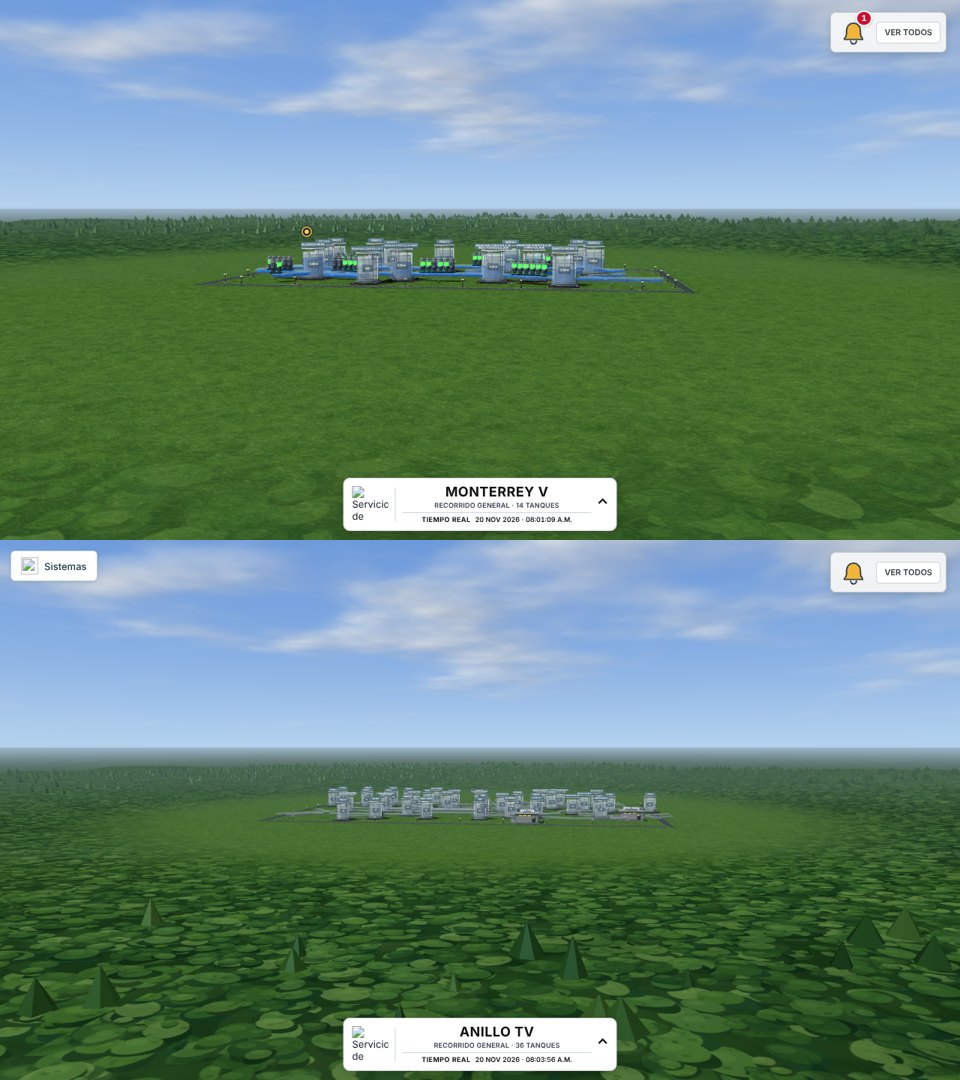 1
VER TODOS
Servicio
de
MONTERREY V
RECORRIDO GENERAL · 14 TANQUES
TIEMPO REAL 20 NOV 2026 · 08:01:09 A.M.
Sistemas
VER TODOS
Servicio
de
ANILLO TV
RECORRIDO GENERAL · 36 TANQUES
TIEMPO REAL 20 NOV 2026 · 08:03:56 A.M.